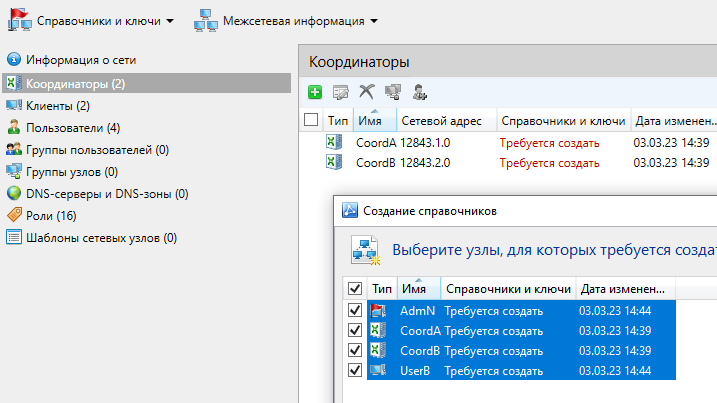 Справочники и ключи Межсетевая информация
Информация о сети
Координаторы (2)
Клиенты (2)
Пользователи (4)
Группы пользователей (0)
Группы узлов (0)
DNS-серверы и DNS-зоны (0)
Роли (16)
Шаблоны сетевых узлов (0)
Координаторы
Тип Имя Сетевой адрес Справочники и ключи Дата изменен...
CoordA 12843.1.0 Требуется создать 03.03.23 14:39
CoordB 12843.2.0 Требуется создать 03.03.23 14:39
Создание справочников
Выберите узлы, для которых требуется созда
Тип Имя Справочники и ключи Дата изменен...
AdmN Требуется создать 03.03.23 14:44
CoordA Требуется создать 03.03.23 14:39
CoordB Требуется создать 03.03.23 14:39
UserB Требуется создать 03.03.23 14:44